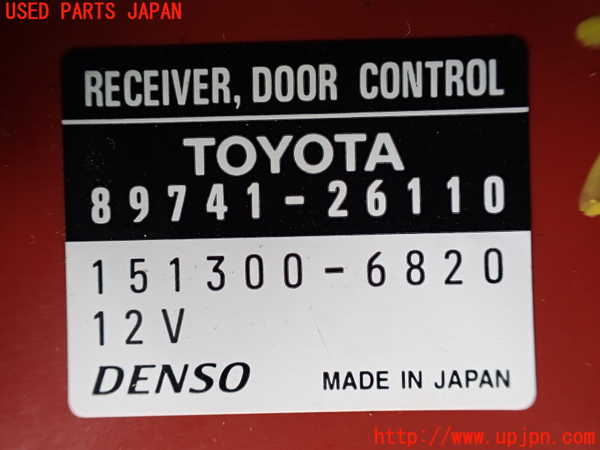 USED PARTS JAPAN
RECEIVER, DOOR CONTROL
TOYOTA
89741-26110
151300-6820
12V
DENSO MADE IN JAPAN
http://www.upjpn.com